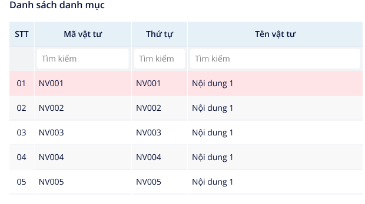 Danh sách danh mục
STT Mã vật tư Thứ tự Tên vật tư
Tìm kiếm Tìm kiếm Tìm kiếm
01 NV001 NV001 Nội dung 1
02 NV002 NV002 Nội dung 1
03 NV003 NV003 Nội dung 1
04 NV004 NV004 Nội dung 1
05 NV005 NV005 Nội dung 1